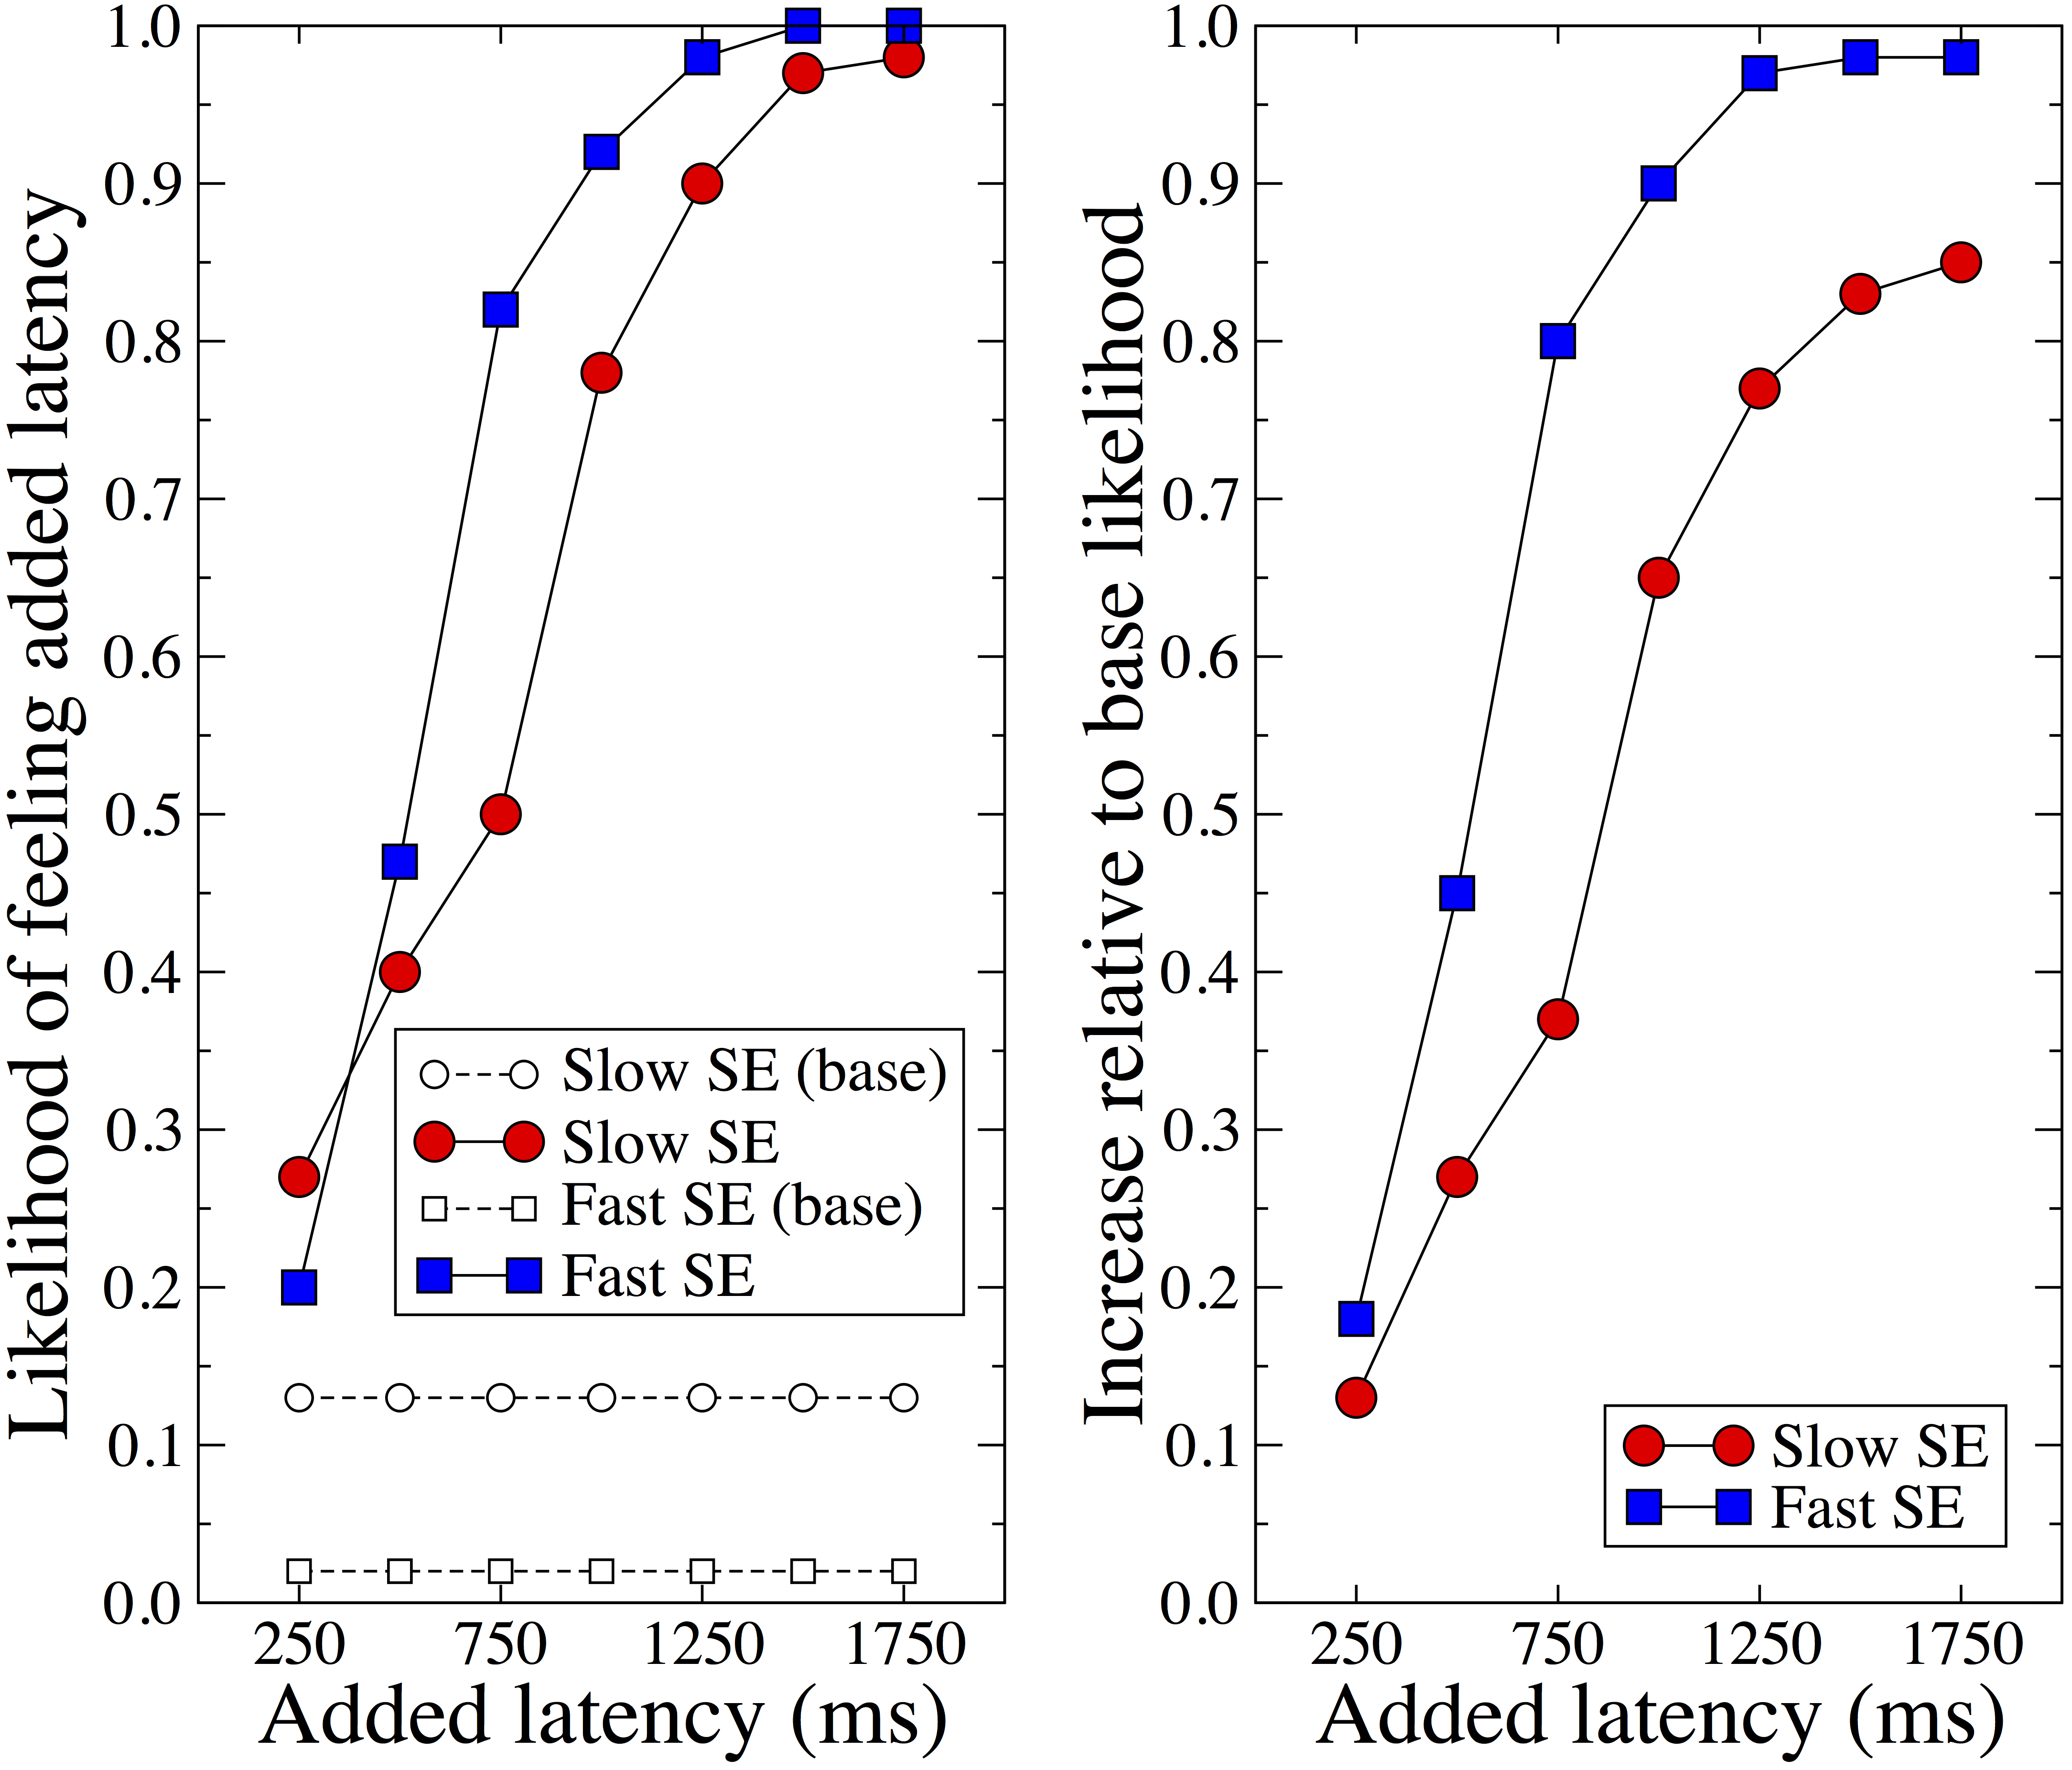 Likelihood of feeling added latency
1.0
0.9
0.8
0.7
0.6
0.5
0.4
0.3
0.2
0.1
0.0
Slow SE (base)
Slow SE
Fast SE (base)
Fast SE
250 750 1250 1750
Added latency (ms)
Increase relative to base likelihood
1.0
0.9
0.8
0.7
0.6
0.5
0.4
0.3
0.2
0.1
0.0
Slow SE
Fast SE
250 750 1250 1750
Added latency (ms)